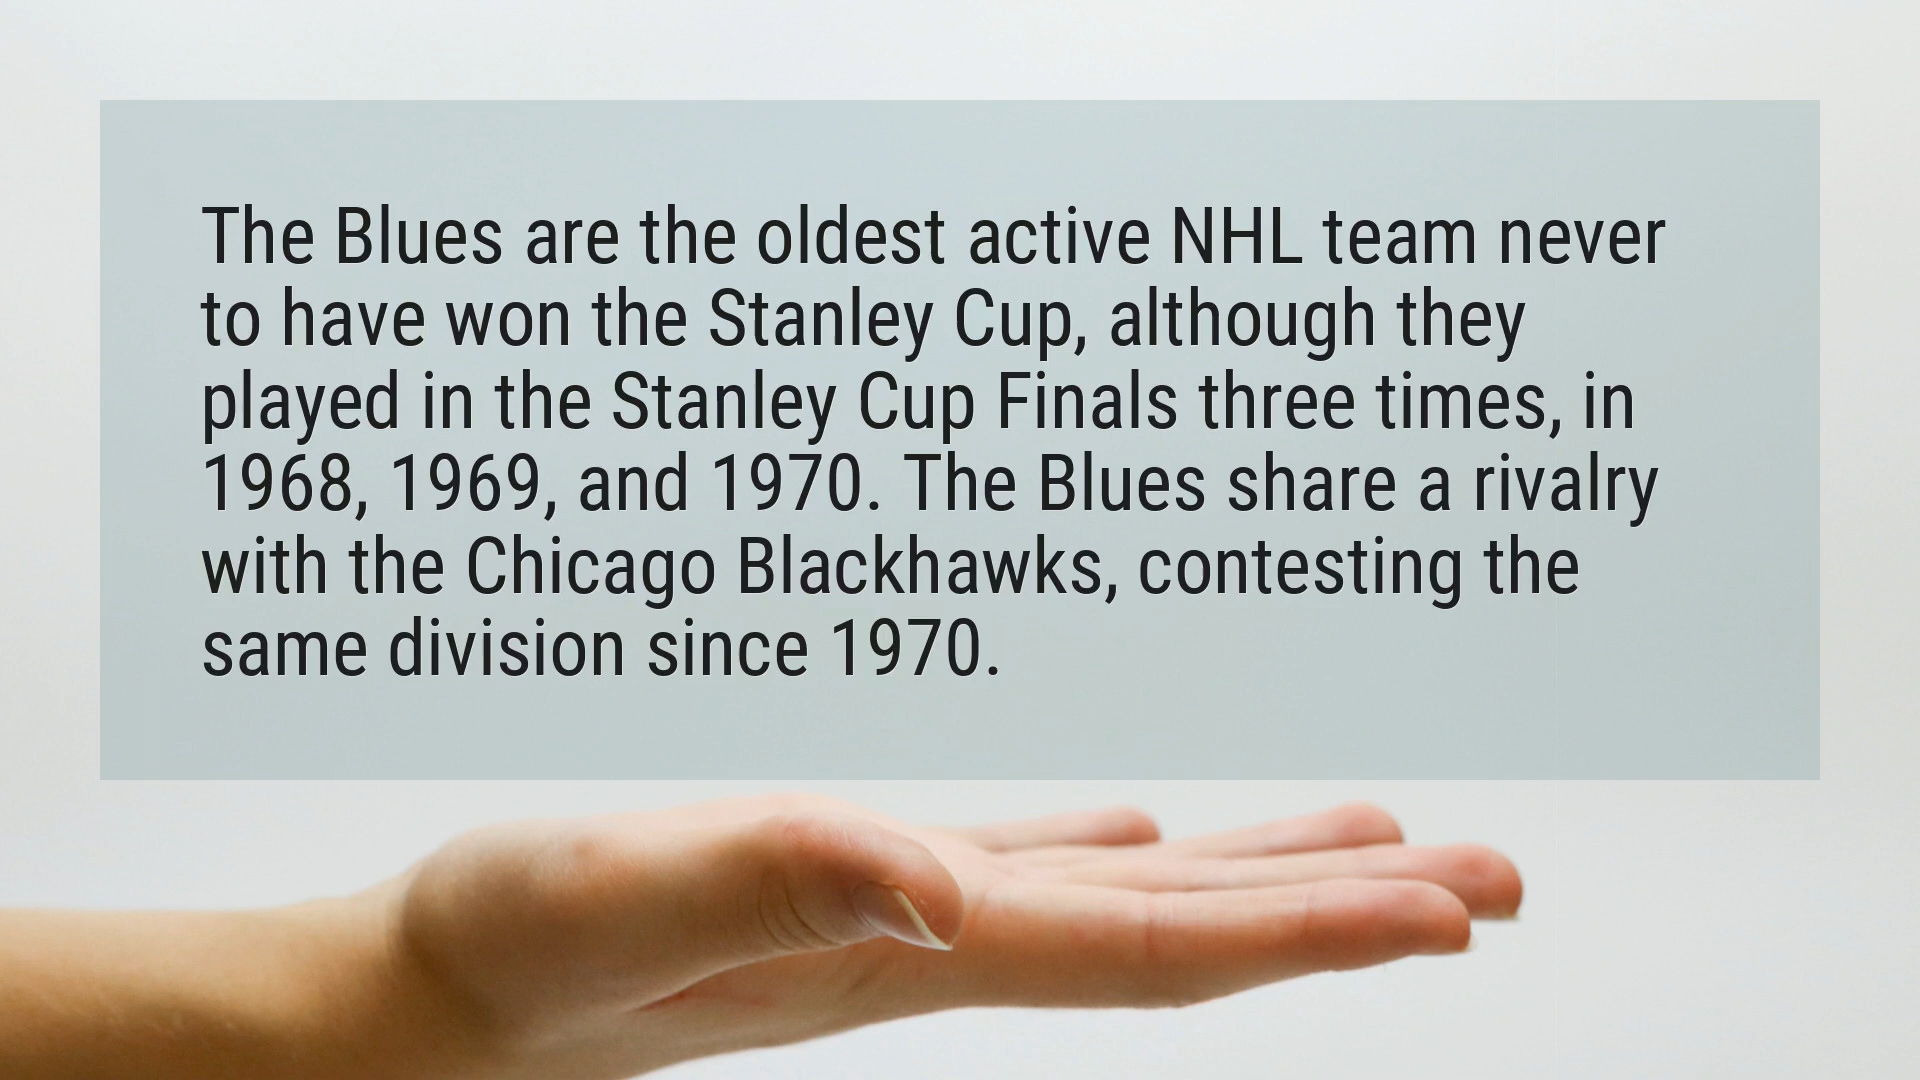 The Blues are the oldest active NHL team never
to have won the Stanley Cup, although they
played in the Stanley Cup Finals three times, in
1968, 1969, and 1970. The Blues share a rivalry
with the Chicago Blackhawks, contesting the
same division since 1970.